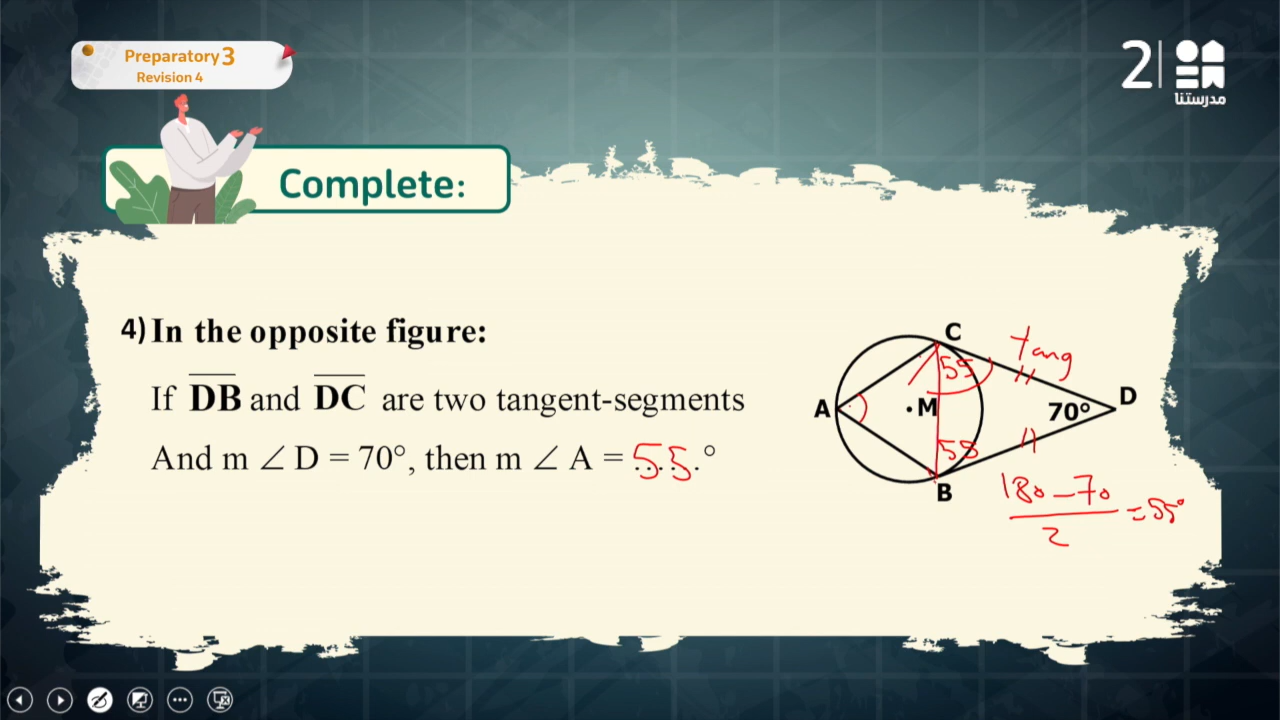 Preparatory 3
Revision 4
2
مدرستنا
Complete:
4) In the opposite figure:
If DB and DC are two tangent-segments
And m ∠ D = 70°, then m ∠ A = 55°
C
tang
55
A
M
70°
D
55
B
180 - 70
2
= 55°